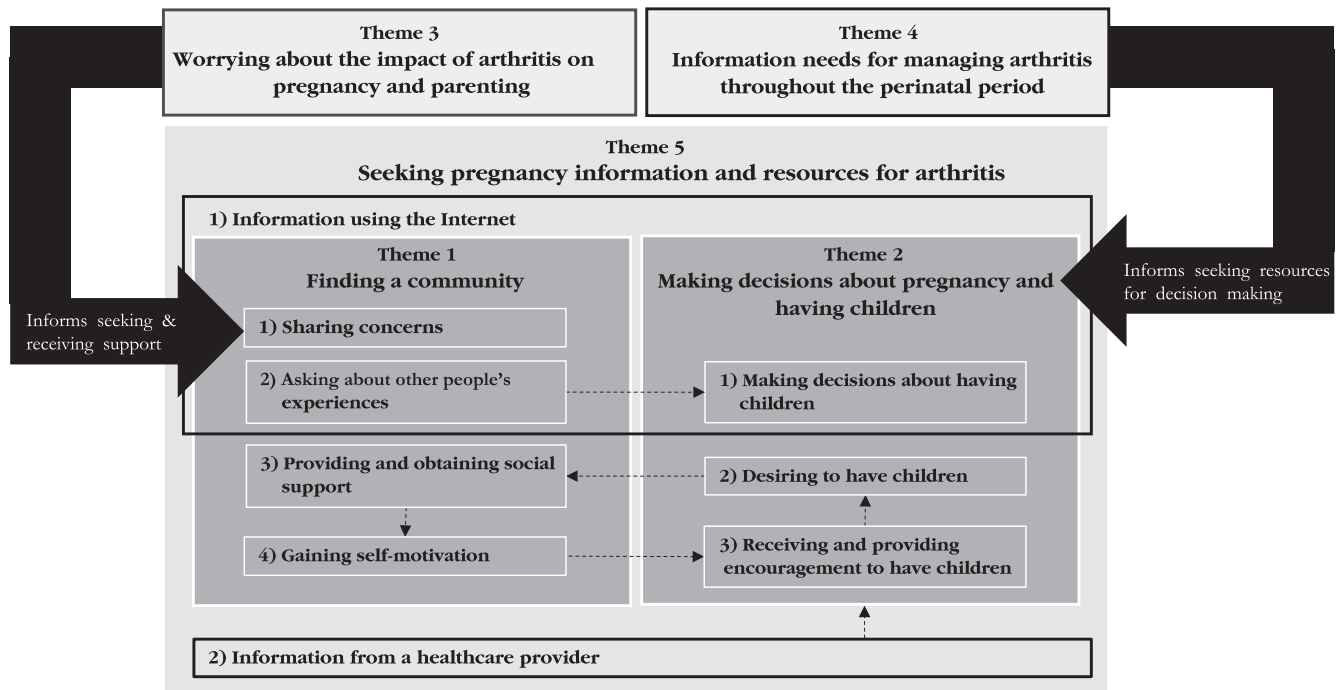 Theme 3
Worrying about the impact of arthritis on
pregnancy and parenting
Theme 4
Information needs for managing arthritis
throughout the perinatal period
Theme 5
Seeking pregnancy information and resources for arthritis
1) Information using the Internet
Theme 1
Finding a community
1) Sharing concerns
2) Asking about other people’s
experiences
3) Providing and obtaining social
support
4) Gaining self-motivation
Theme 2
Making decisions about pregnancy and
having children
1) Making decisions about having
children
2) Desiring to have children
3) Receiving and providing
encouragement to have children
2) Information from a healthcare provider
Informs seeking &
receiving support
Informs seeking resources
for decision making